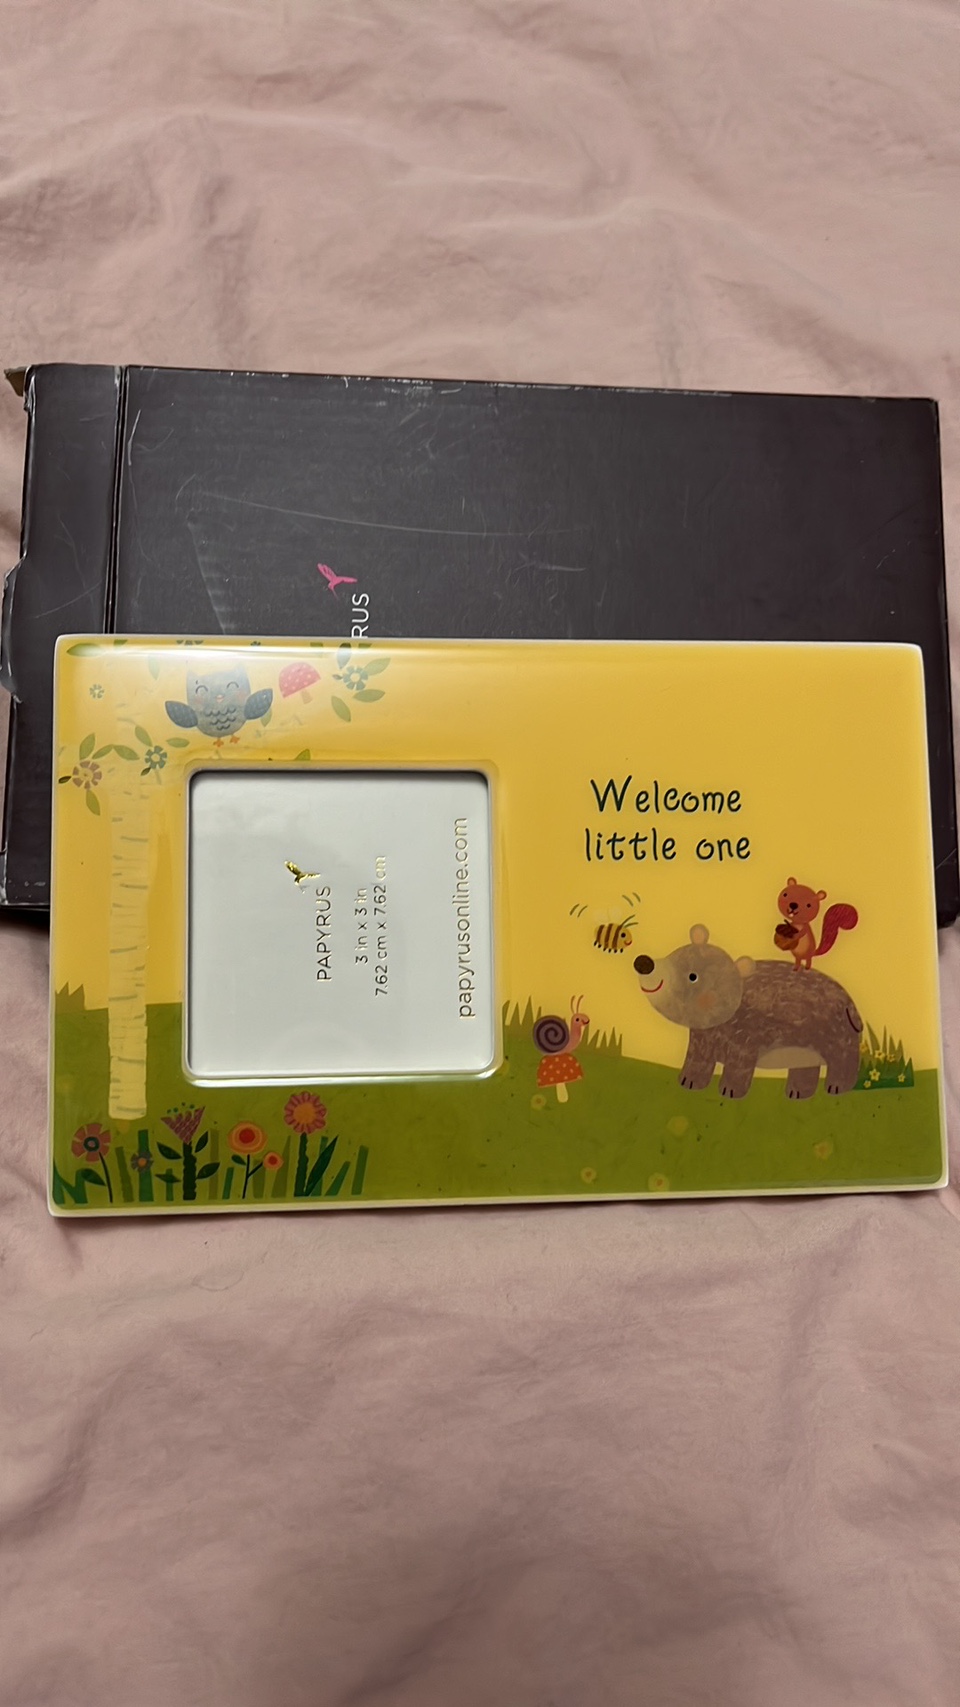 RUS
Welcome
little one
PAPYRUS
3 in x 3 in
7.62 cm x 7.62 cm
papyrusonline.com